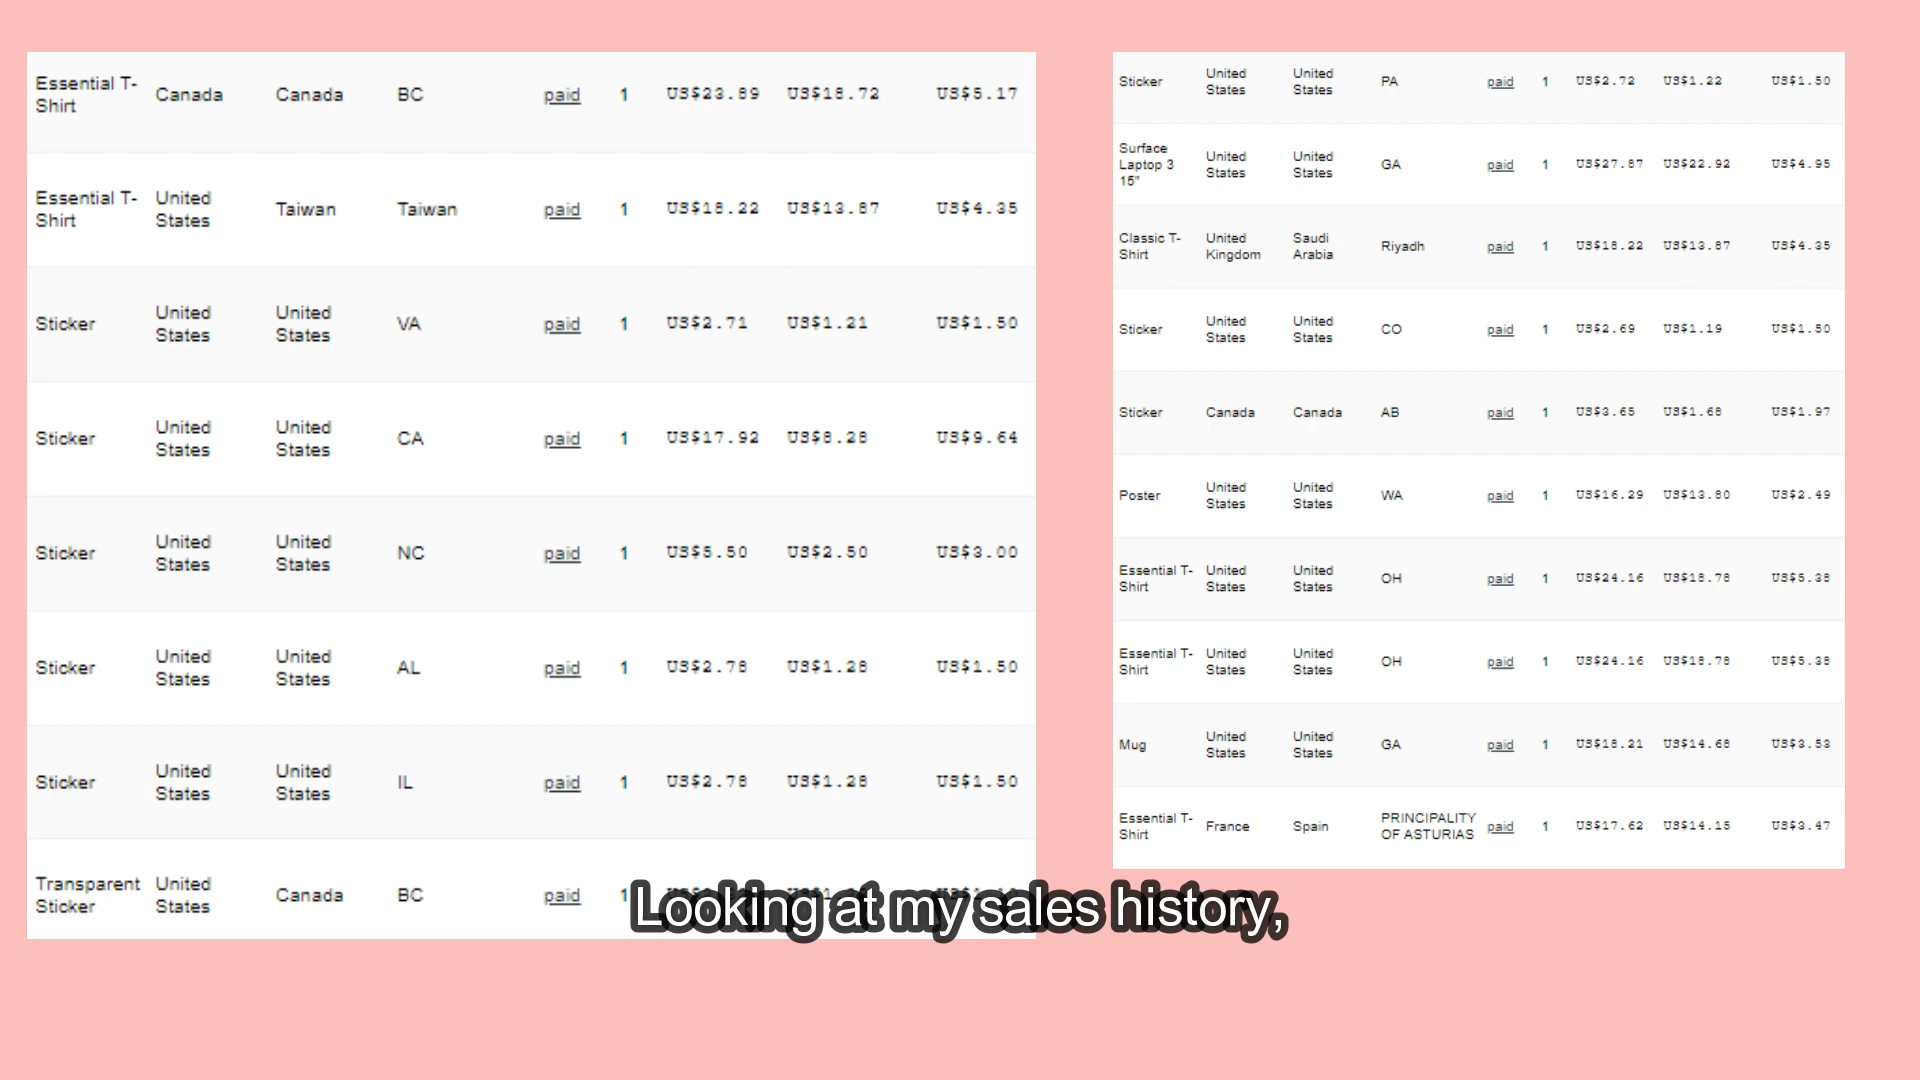 Essential T-Shirt Canada Canada BC paid 1 US$23.89 US$18.72 US$5.17
Essential T-Shirt United States Taiwan Taiwan paid 1 US$18.22 US$13.87 US$4.35
Sticker United States United States VA paid 1 US$2.71 US$1.21 US$1.50
Sticker United States United States CA paid 1 US$17.92 US$8.28 US$9.64
Sticker United States United States NC paid 1 US$5.50 US$2.50 US$3.00
Sticker United States United States AL paid 1 US$2.78 US$1.28 US$1.50
Sticker United States United States IL paid 1 US$2.78 US$1.28 US$1.50
Transparent Sticker United States Canada BC paid 1
Sticker United States United States PA paid 1 US$2.72 US$1.22 US$1.50
Surface Laptop 3 15" United States United States GA paid 1 US$27.87 US$22.92 US$4.95
Classic T-Shirt United Kingdom Saudi Arabia Riyadh paid 1 US$18.22 US$13.87 US$4.35
Sticker United States United States CO paid 1 US$2.69 US$1.19 US$1.50
Sticker Canada Canada AB paid 1 US$3.65 US$1.68 US$1.97
Poster United States United States WA paid 1 US$16.29 US$13.80 US$2.49
Essential T-Shirt United States United States OH paid 1 US$24.16 US$18.78 US$5.38
Essential T-Shirt United States United States OH paid 1 US$24.16 US$18.78 US$5.38
Mug United States United States GA paid 1 US$18.21 US$14.68 US$3.53
Essential T-Shirt France Spain PRINCIPALITY OF ASTURIAS paid 1 US$17.62 US$14.15 US$3.47
Looking at my sales history,